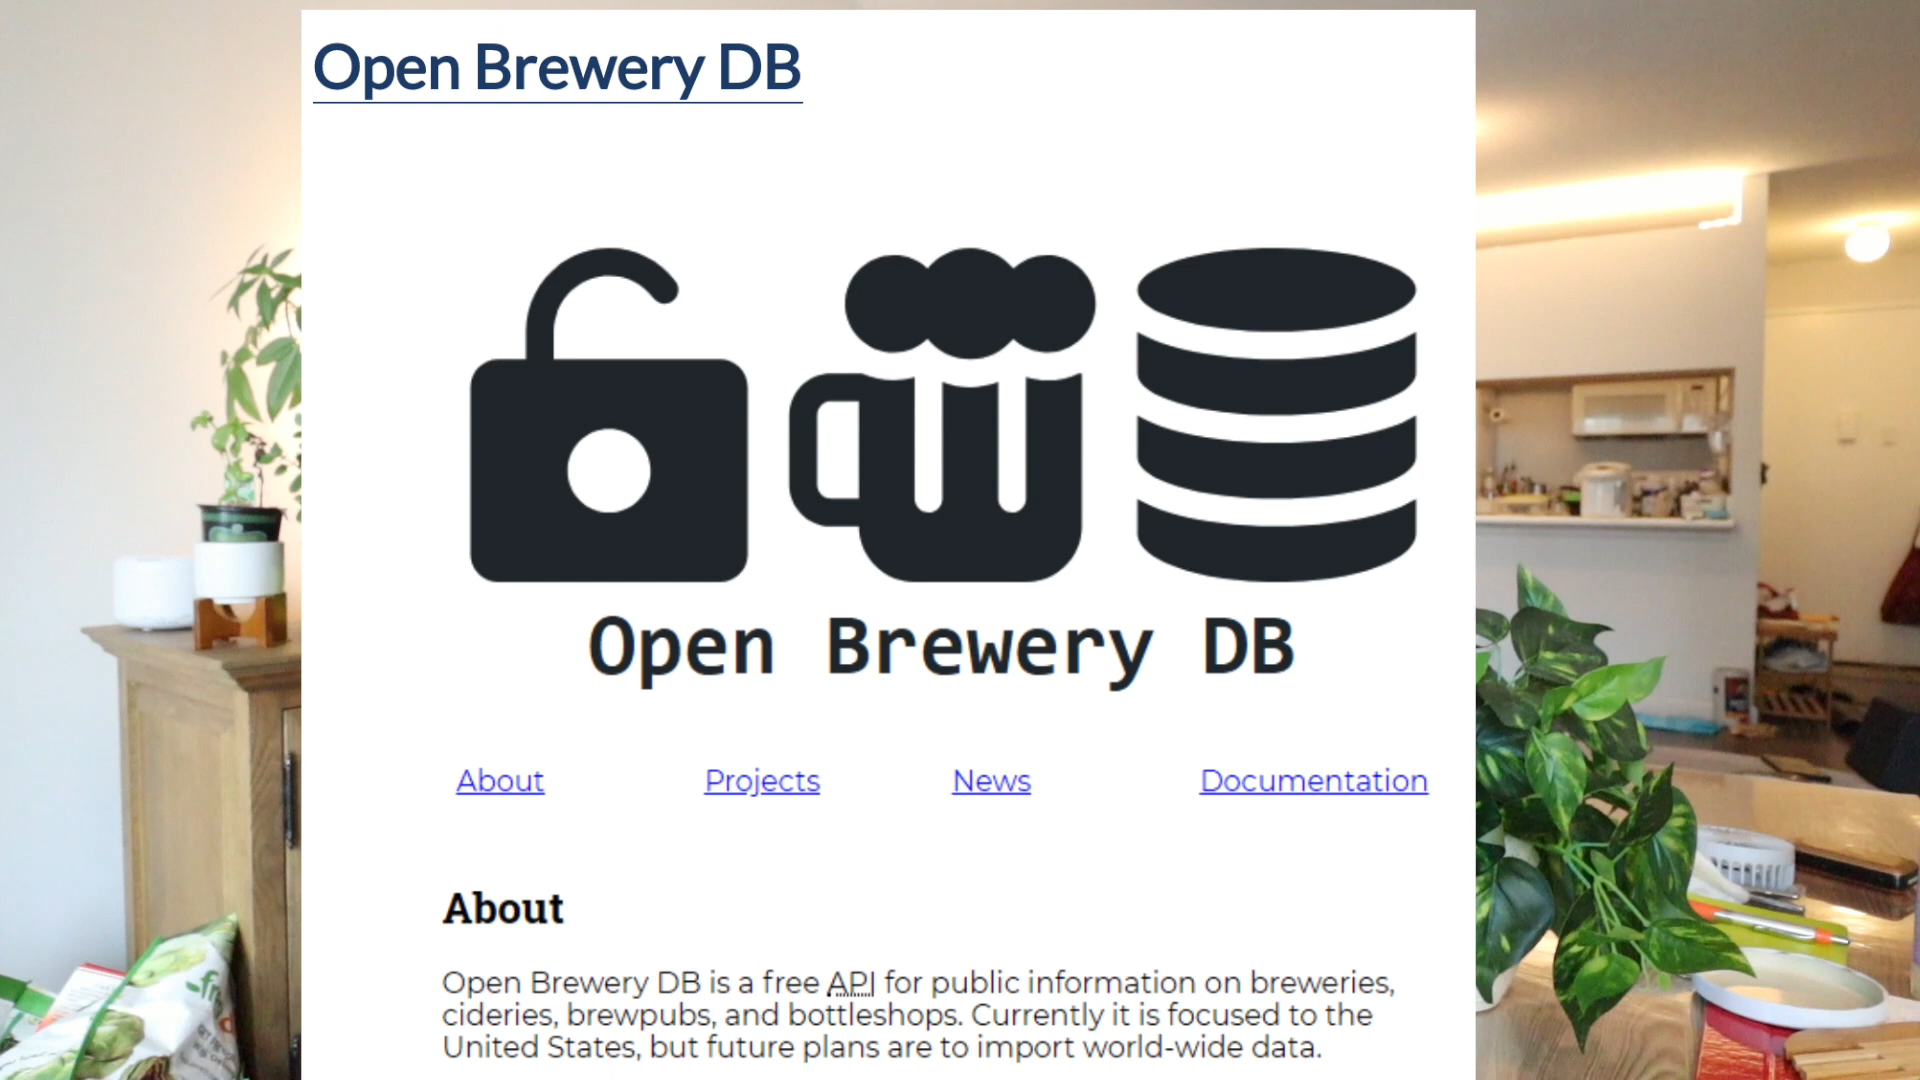 Open Brewery DB
Open Brewery DB
About Projects News Documentation
About
Open Brewery DB is a free API for public information on breweries,
cideries, brewpubs, and bottleshops. Currently it is focused to the
United States, but future plans are to import world-wide data.